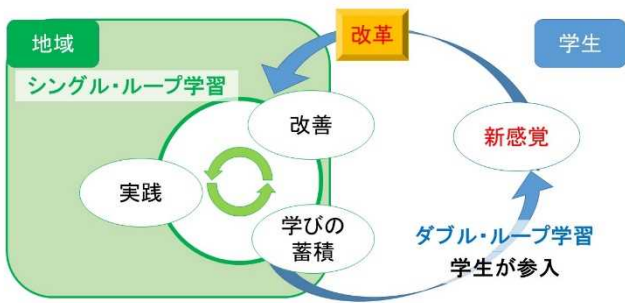 地域
改革
学生
シングル・ループ学習
改善
新感覚
実践
学びの
蓄積
ダブル・ループ学習
学生が参入